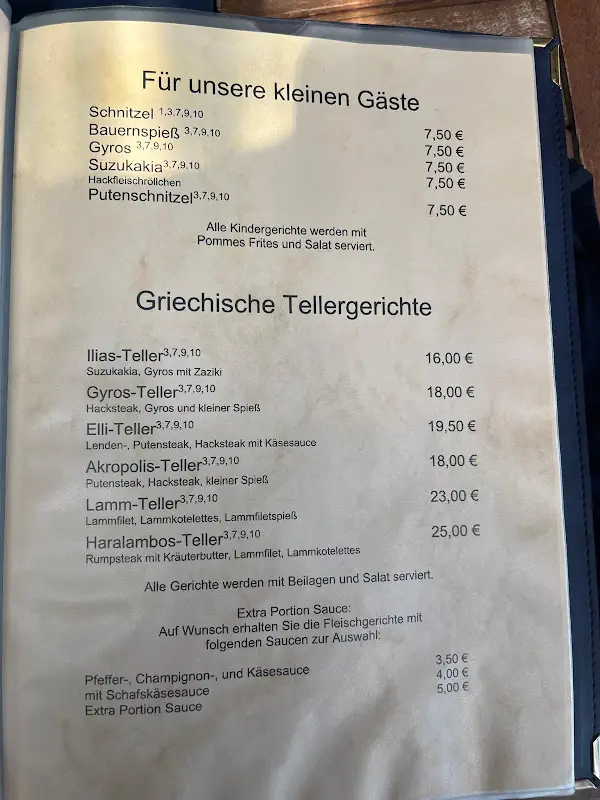 Für unsere kleinen Gäste
Schnitzel 1,3,7,9,10
Bauernspieß 3,7,9,10 7,50 €
Gyros 3,7,9,10 7,50 €
Suzukakia3,7,9,10 7,50 €
Hackfleischröllchen 7,50 €
Putenschnitzel3,7,9,10 7,50 €
Alle Kindergerichte werden mit
Pommes Frites und Salat serviert.
Griechische Tellergerichte
Ilias-Teller3,7,9,10 16,00 €
Suzukakia, Gyros mit Zaziki
Gyros-Teller3,7,9,10 18,00 €
Hacksteak, Gyros und kleiner Spieß
Elli-Teller3,7,9,10 19,50 €
Lenden-, Putensteak, Hacksteak mit Käsesauce
Akropolis-Teller3,7,9,10 18,00 €
Putensteak, Hacksteak, kleiner Spieß
Lamm-Teller3,7,9,10 23,00 €
Lammfilet, Lammkotelettes, Lammfiletspieß
Haralambos-Teller3,7,9,10 25,00 €
Rumpsteak mit Kräuterbutter, Lammfilet, Lammkotelettes
Alle Gerichte werden mit Beilagen und Salat serviert.
Extra Portion Sauce:
Auf Wunsch erhalten Sie die Fleischgerichte mit
folgenden Saucen zur Auswahl:
Pfeffer-, Champignon-, und Käsesauce 3,50 €
mit Schafskäsesauce 4,00 €
Extra Portion Sauce 5,00 €